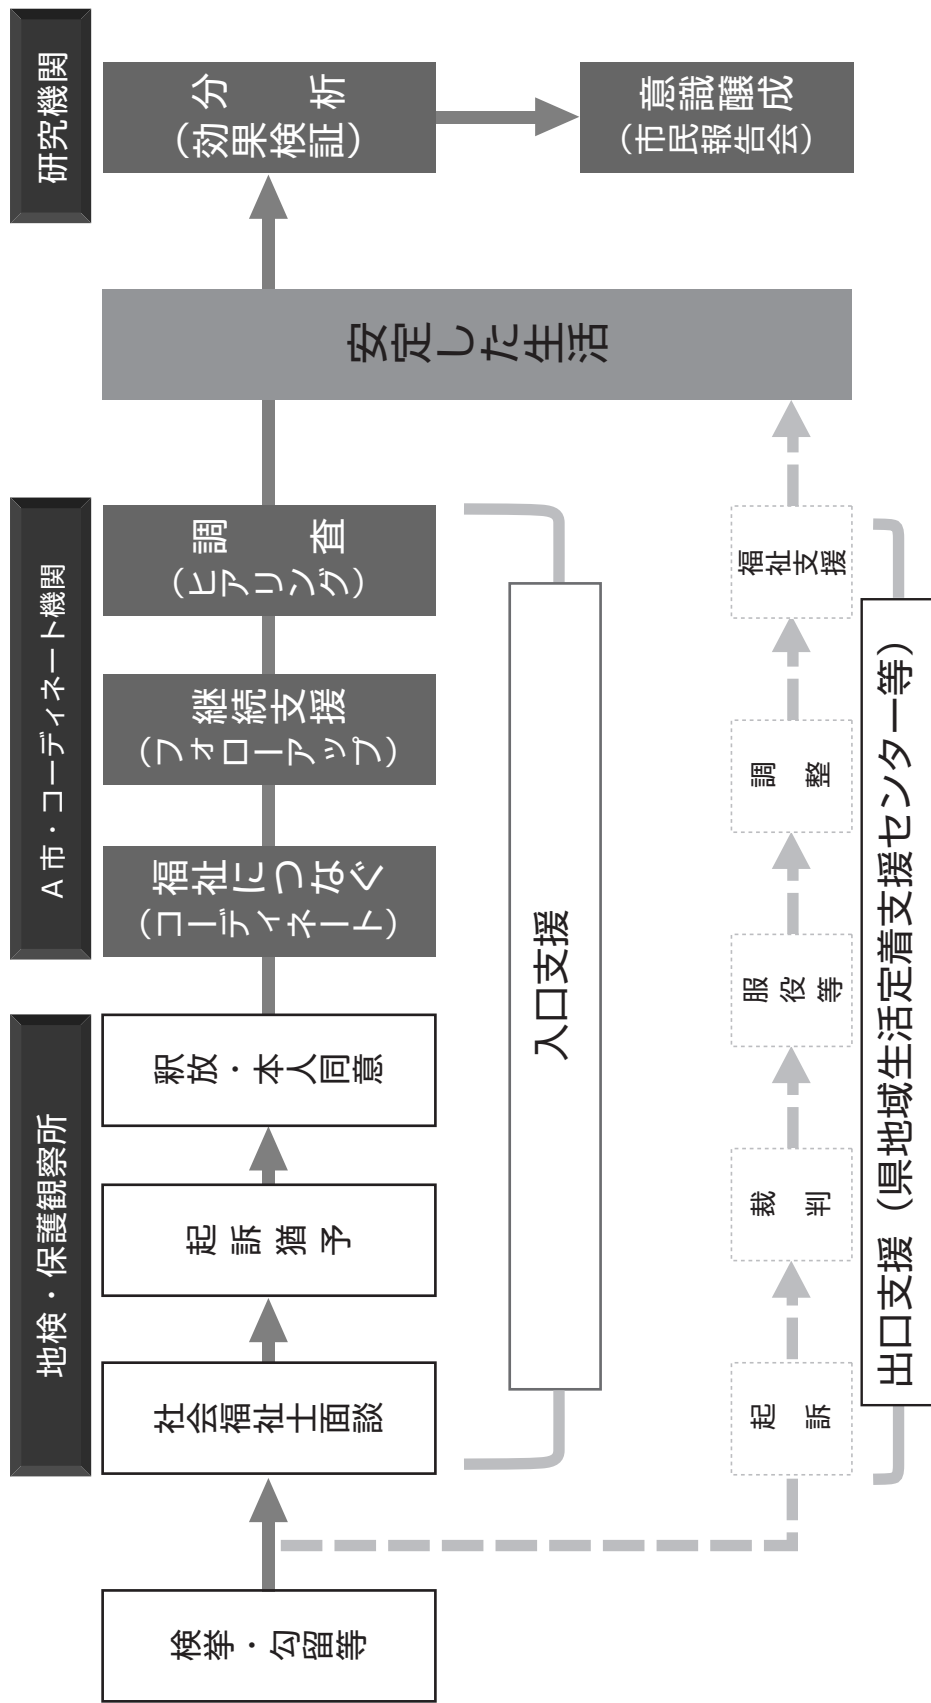 地検・保護観察所
A市・コーディネート機関
研究機関
検挙・勾留等
社会福祉士面談
起訴猶予
釈放・本人同意
福祉につなぐ
（コーディネート）
継続支援
（フォローアップ）
調査
（ヒアリング）
安定した生活
分析
（効果検証）
意識醸成
（市民報告会）
入口支援
起訴
裁判
服役等
調整
福祉支援
出口支援（県地域生活定着支援センター等）